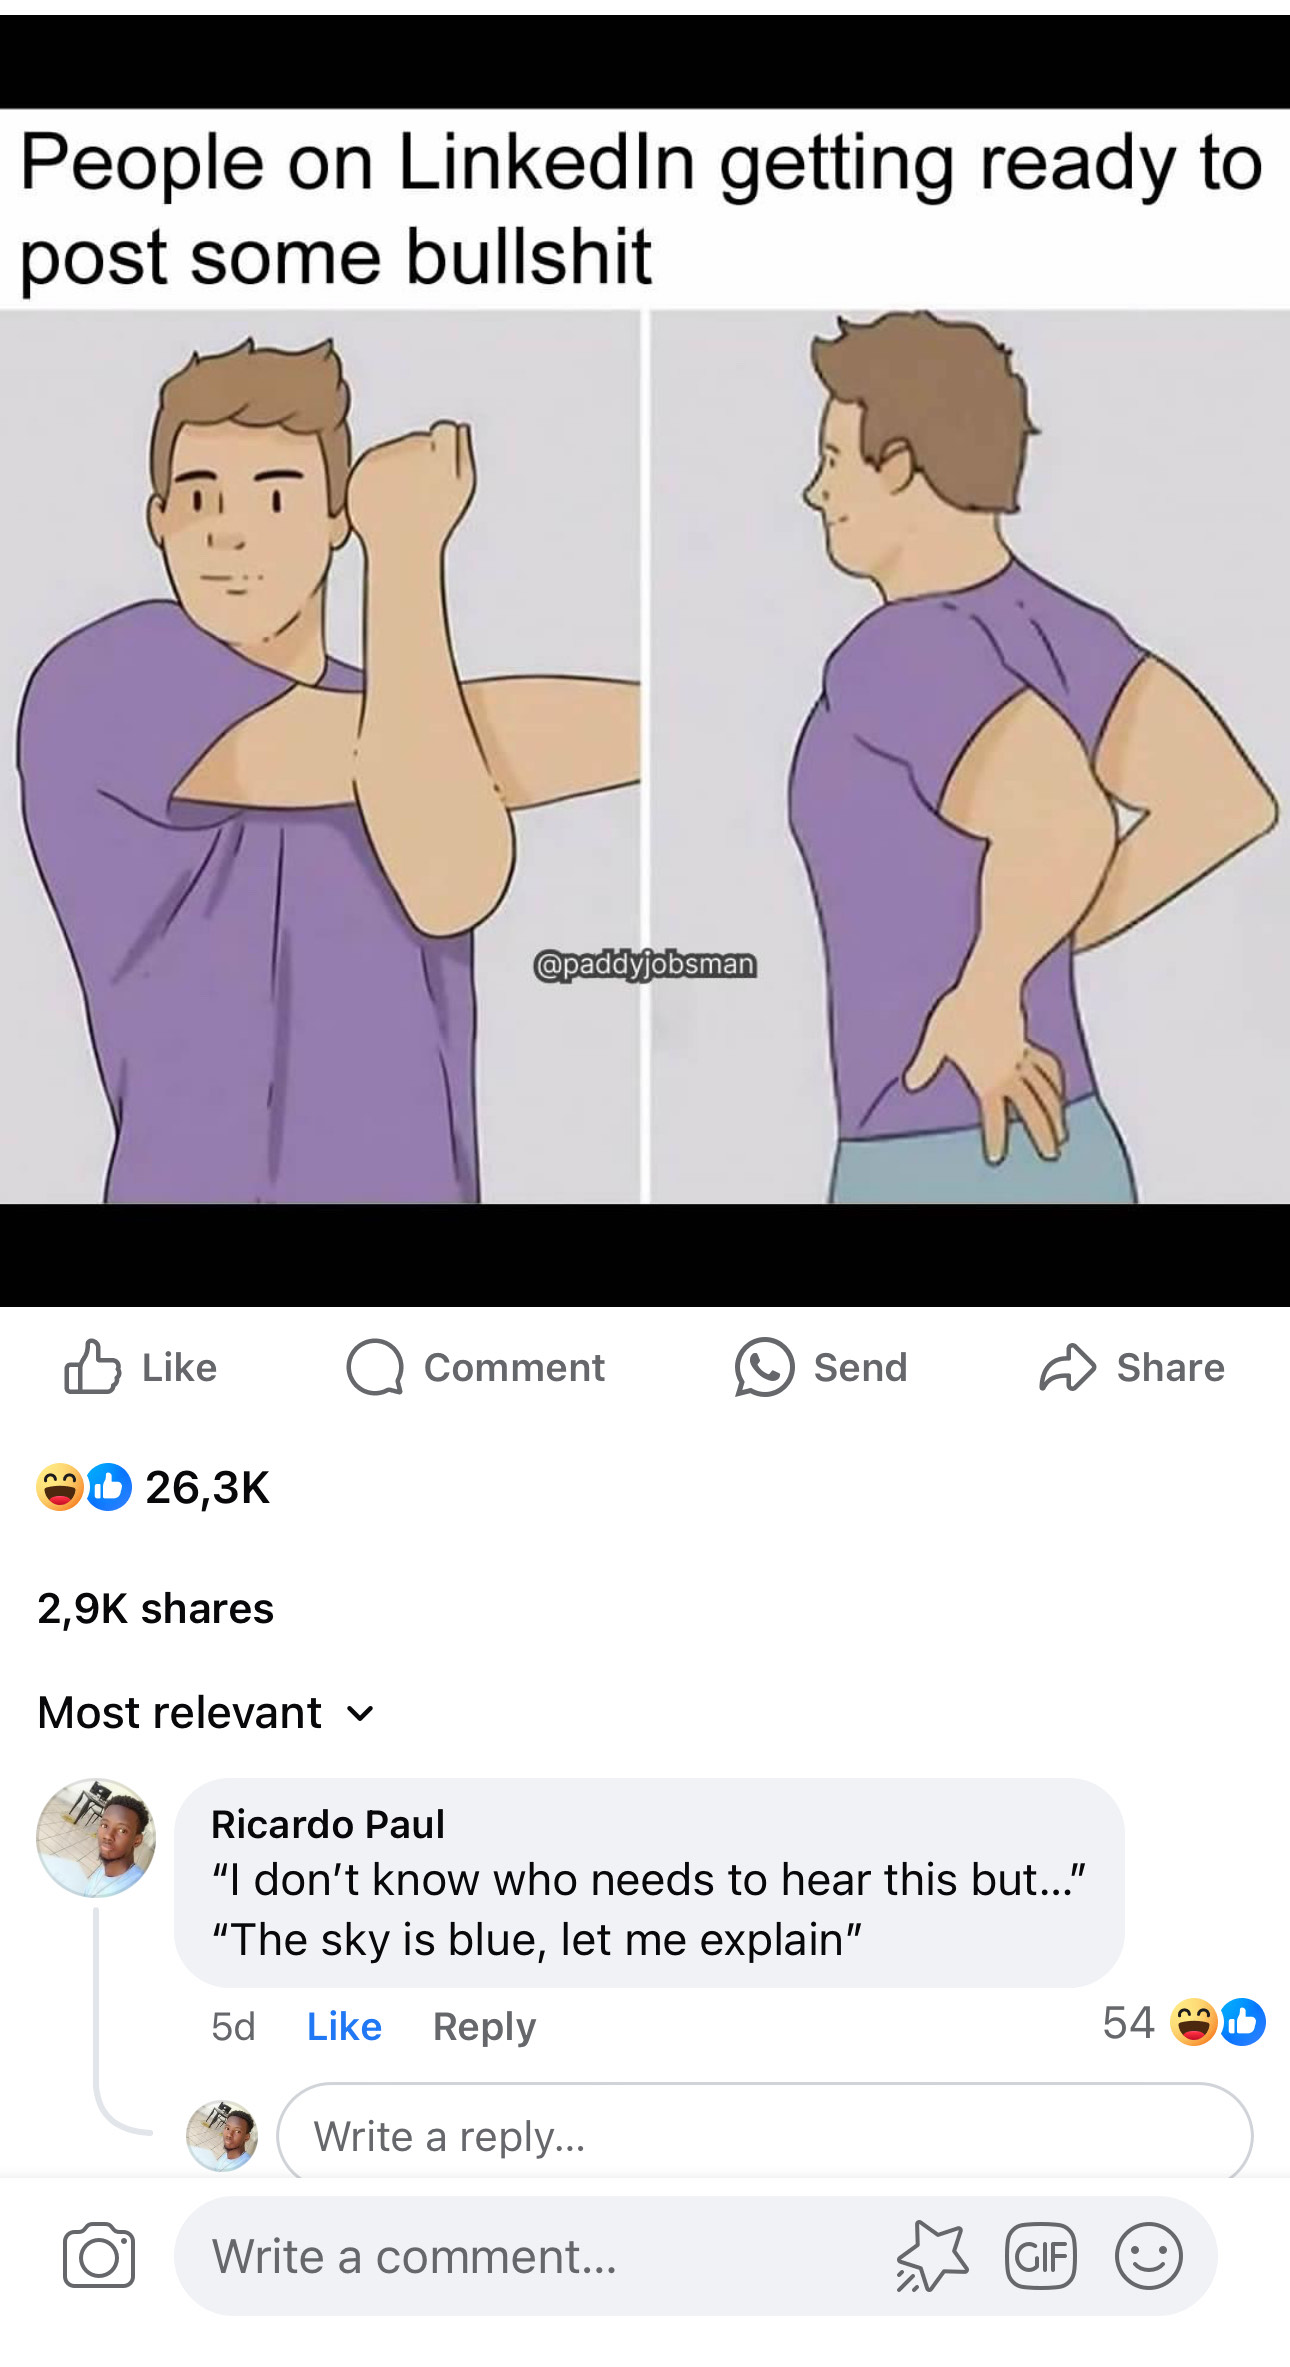 People on LinkedIn getting ready to
post some bullshit
@paddyjobsman
Like
Comment
Send
Share
26,3K
2,9K shares
Most relevant
Ricardo Paul
“I don’t know who needs to hear this but...”
“The sky is blue, let me explain”
5d Like Reply 54
Write a reply...
Write a comment...
GIF